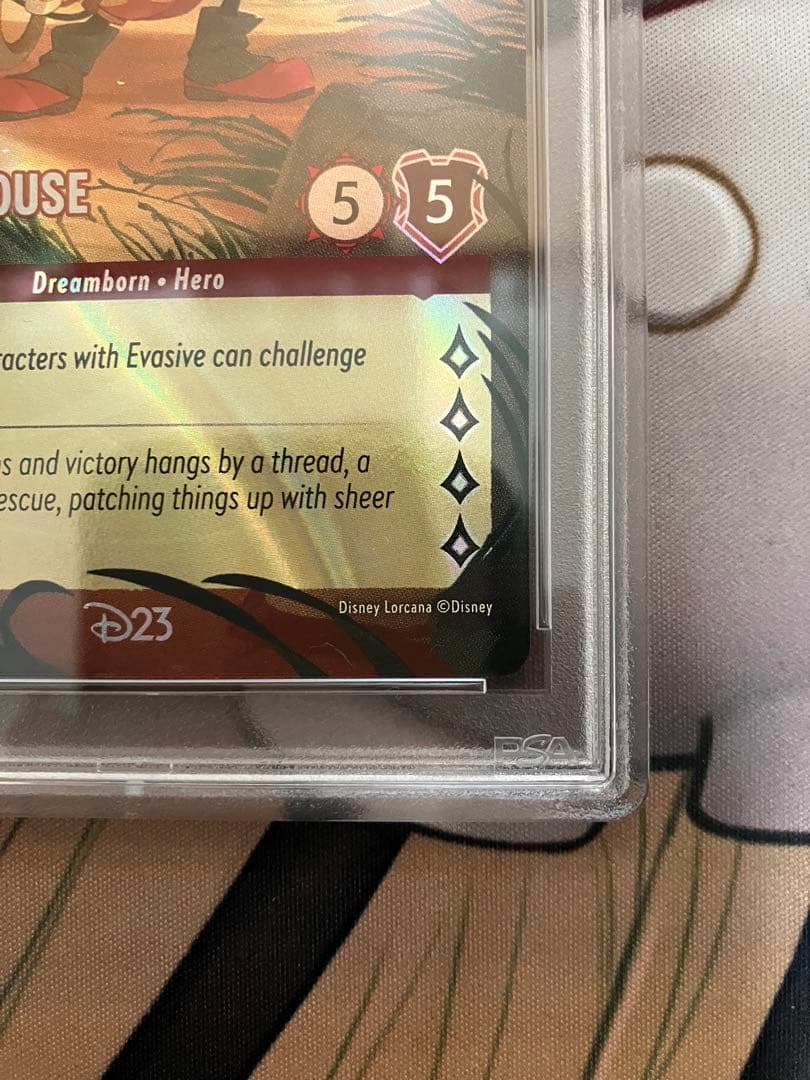 OUSE
5 5
Dreamborn • Hero
acters with Evasive can challenge
s and victory hangs by a thread, a
escue, patching things up with sheer
D23
Disney Lorcana ©Disney
PSA